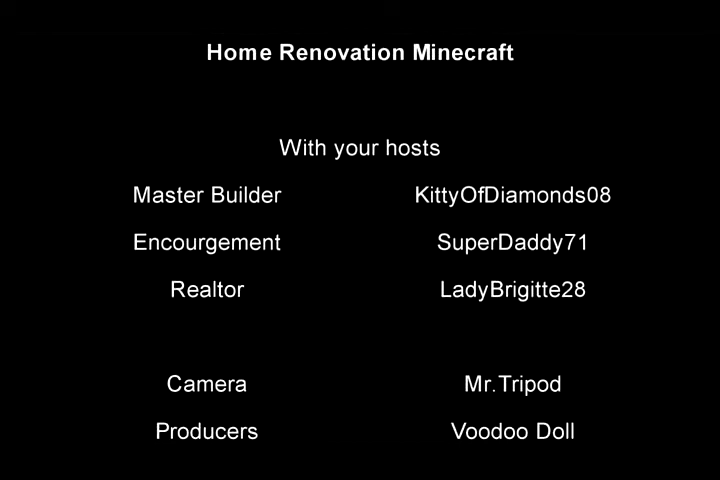 Home Renovation Minecraft
With your hosts
Master Builder KittyOfDiamonds08
Encourgement SuperDaddy71
Realtor LadyBrigitte28
Camera Mr.Tripod
Producers Voodoo Doll